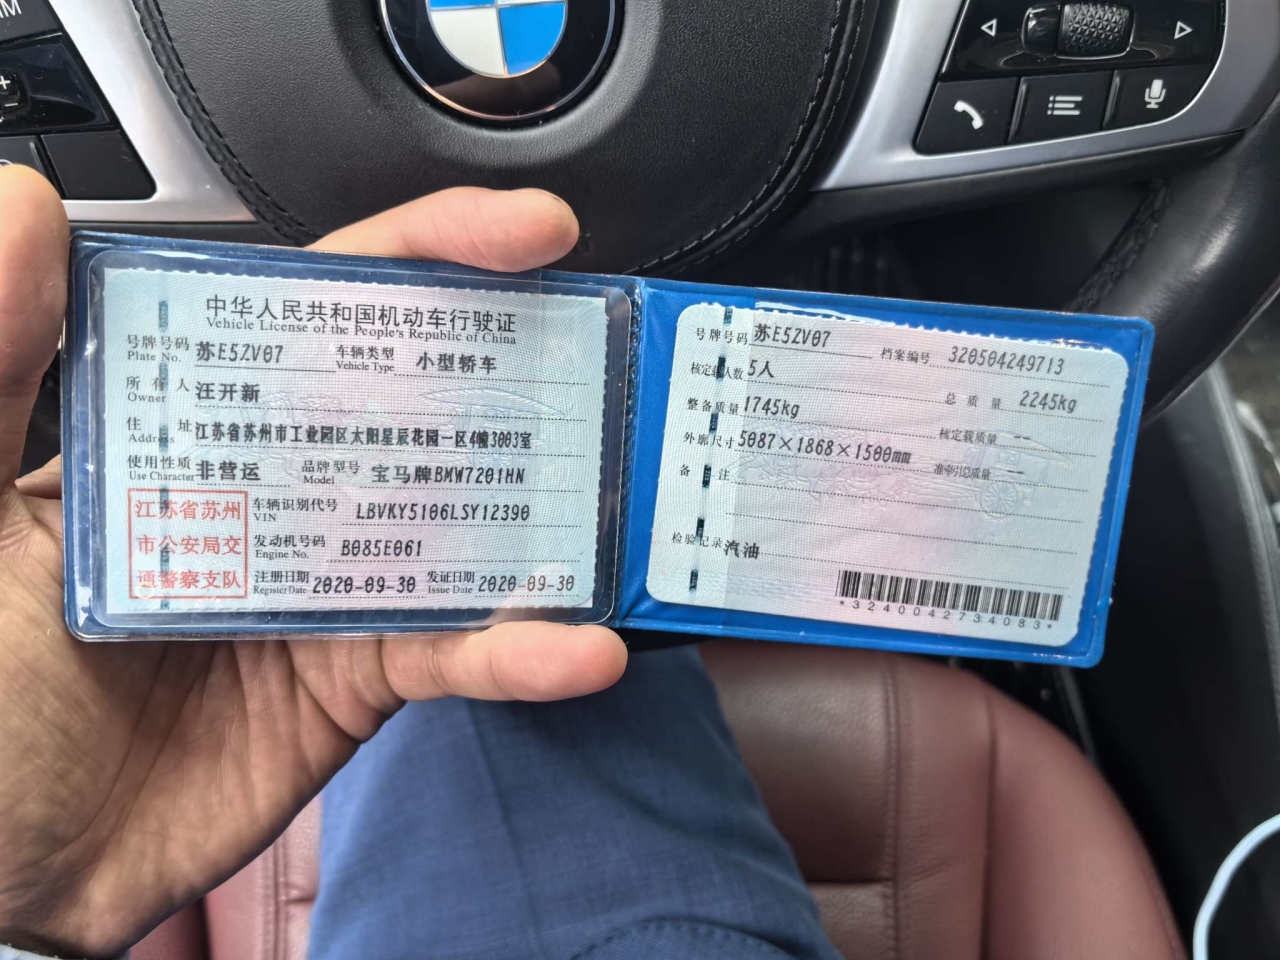 中华人民共和国机动车行驶证
Vehicle License of the People's Republic of China
号牌号码 苏E5ZV07 车辆类型 小型轿车
Plate No. Vehicle Type
所有人 汪开新
Owner
住址 江苏省苏州市工业园区太阳星辰花园一区4幢3003室
Address
使用性质 非营运 品牌型号 宝马牌BMW7201HN
Use Character Model
江苏省苏州
市公安局交
通警察支队
车辆识别代号 LBVKY5106LSY12390
VIN
发动机号码 B085E061
Engine No.
注册日期 2020-09-30 发证日期 2020-09-30
Register Date Issue Date
号牌号码 苏E5ZV07 档案编号 320504249713
核定载人数 5人 总质量 2245kg
整备质量 1745kg 核定载质量 --
外廓尺寸 5087×1868×1500mm 准牵引总质量 --
备注
检验记录 汽油
*3240042734083*